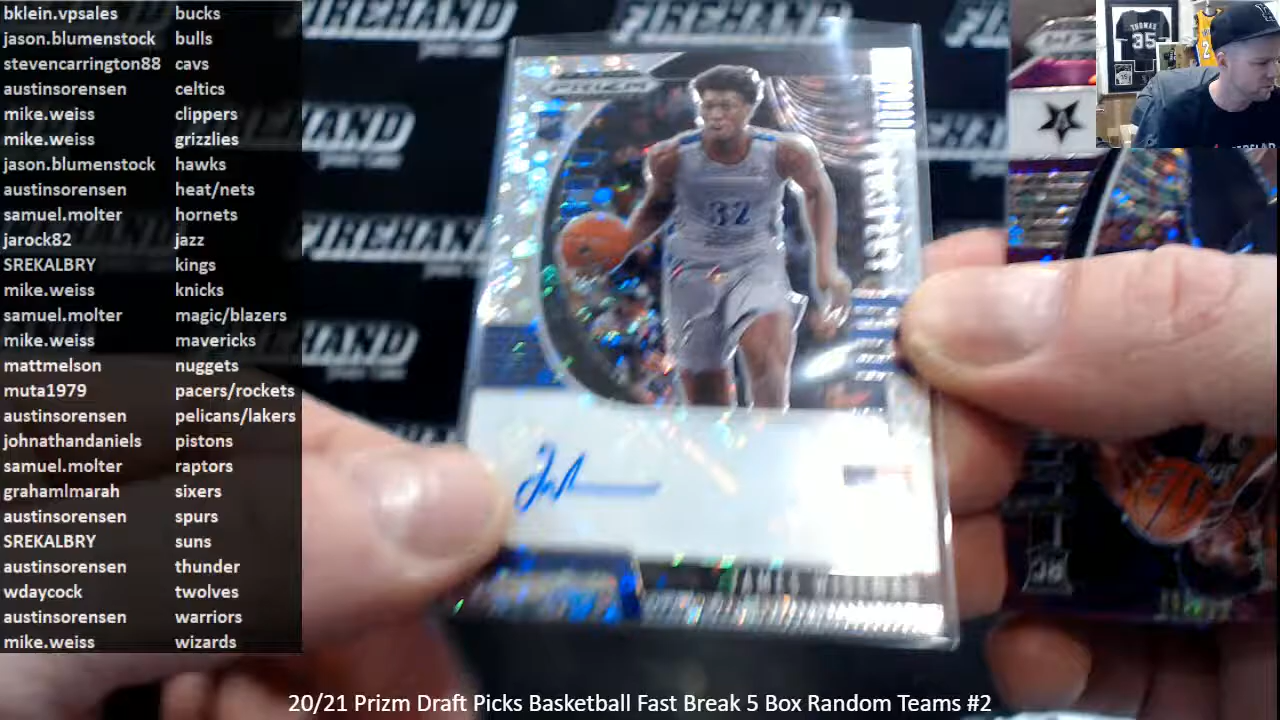 bklein.vpsales bucks
jason.blumenstock bulls
stevencarrington88 cavs
austinsorensen celtics
mike.weiss clippers
mike.weiss grizzlies
jason.blumenstock hawks
austinsorensen heat/nets
samuel.molter hornets
jarock82 jazz
SREKALBRY kings
mike.weiss knicks
samuel.molter magic/blazers
mike.weiss mavericks
mattmelson nuggets
muta1979 pacers/rockets
austinsorensen pelicans/lakers
johnathandaniels pistons
samuel.molter raptors
grahamlmarah sixers
austinsorensen spurs
SREKALBRY suns
austinsorensen thunder
wdaycock twolves
austinsorensen warriors
mike.weiss wizards
FIREHAND
PRIZM
32
THOMAS
35
20/21 Prizm Draft Picks Basketball Fast Break 5 Box Random Teams #2